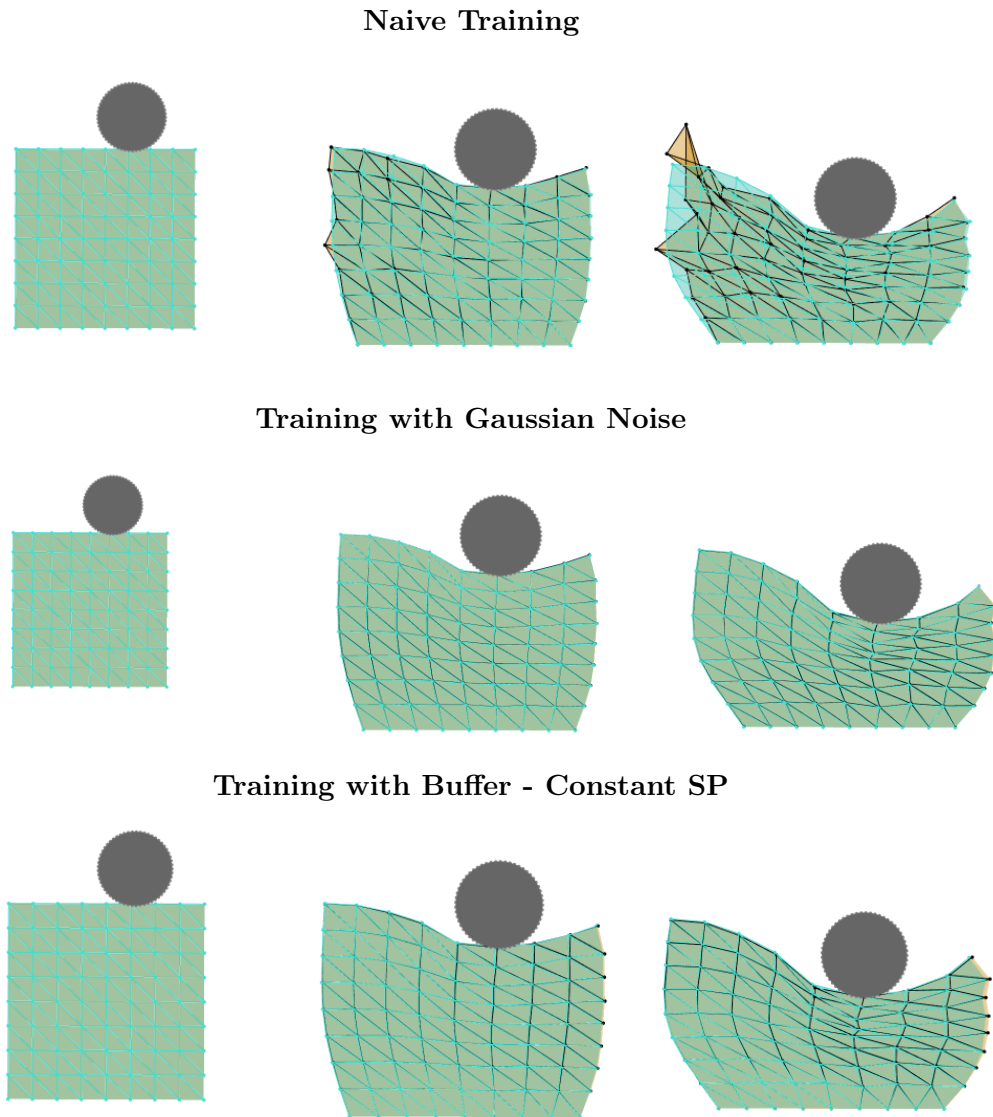 Naive Training
Training with Gaussian Noise
Training with Buffer - Constant SP